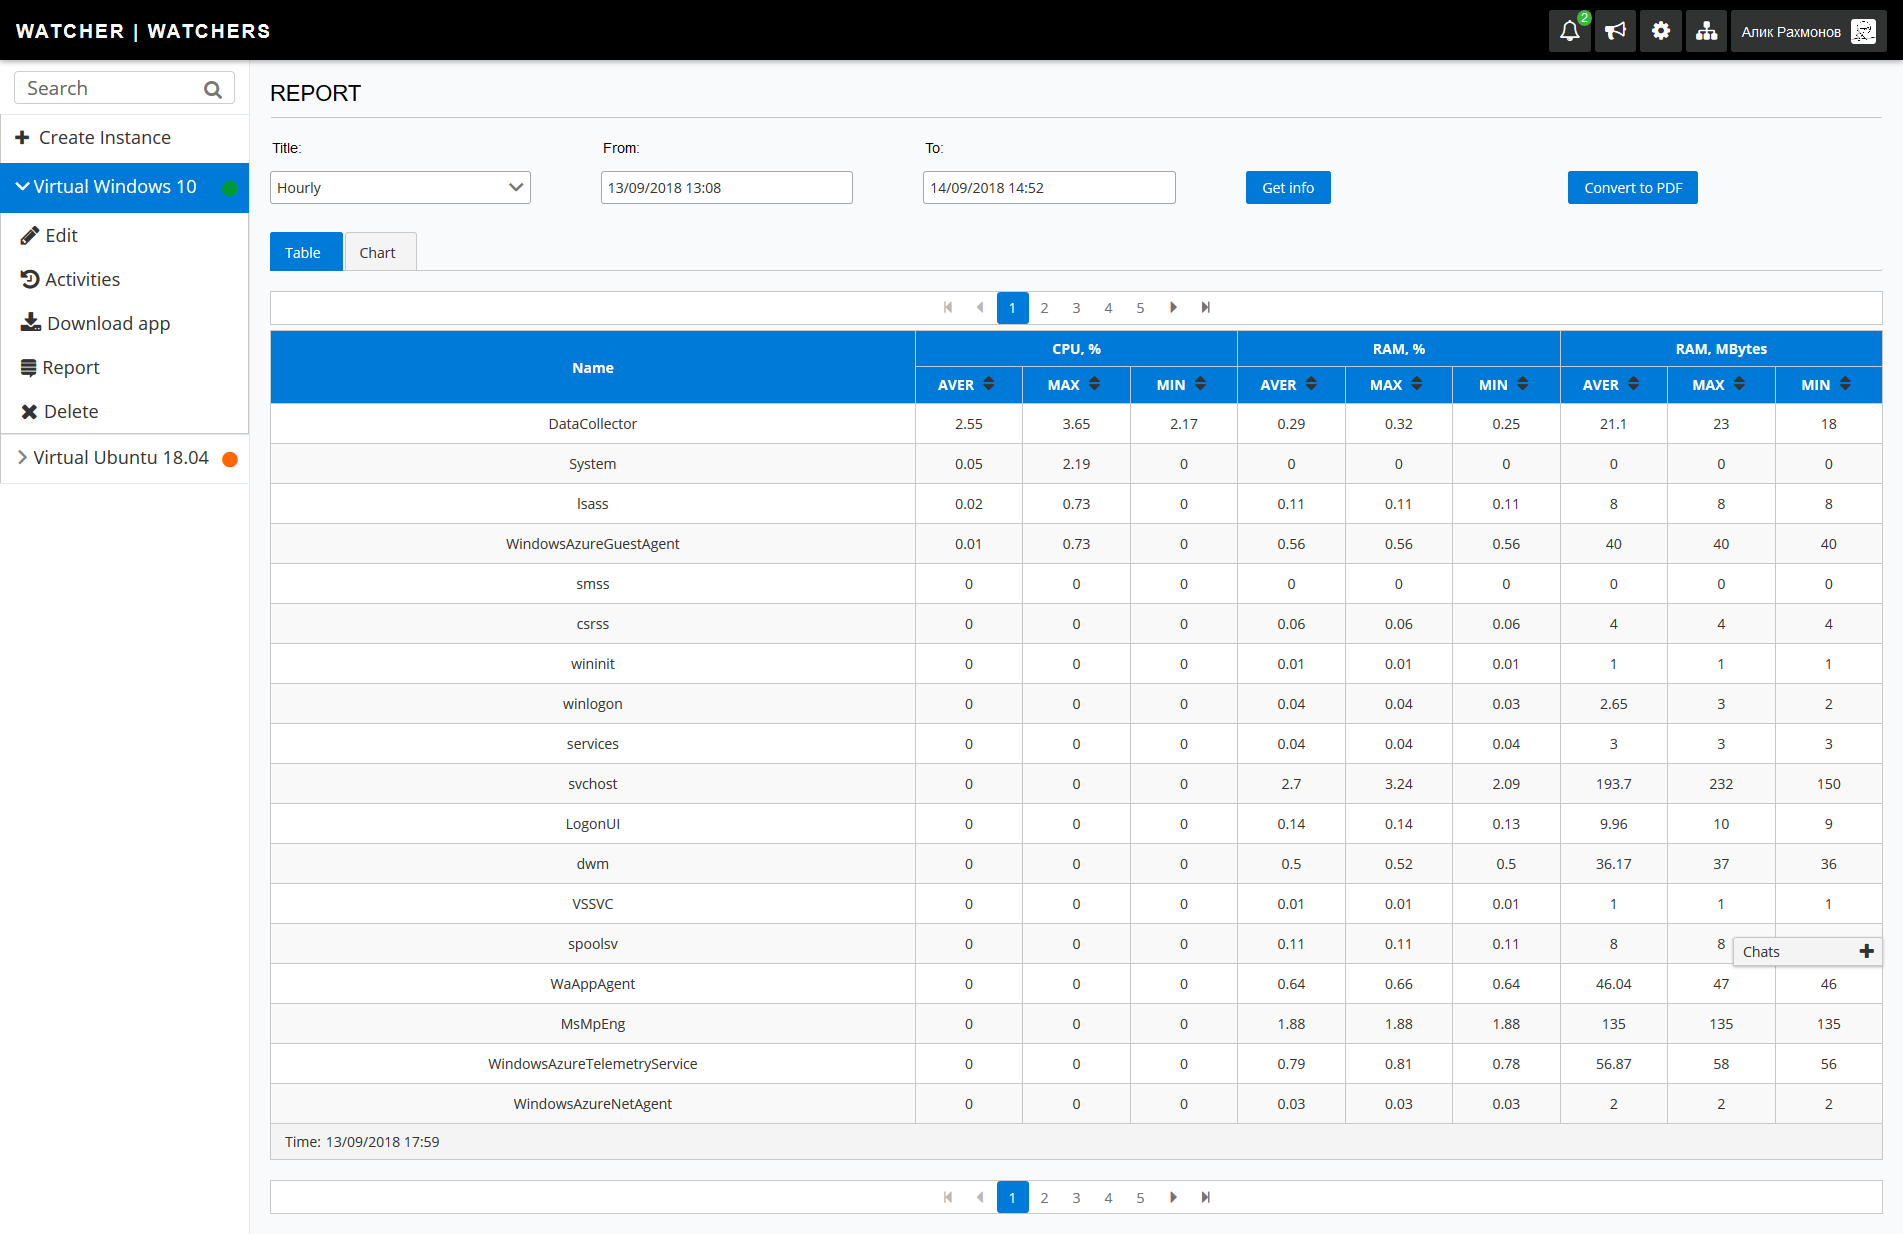 WATCHER | WATCHERS
2
Алик Рахмонов
Search
Create Instance
Virtual Windows 10
Edit
Activities
Download app
Report
Delete
Virtual Ubuntu 18.04
REPORT
Title: From: To:
Hourly 13/09/2018 13:08 14/09/2018 14:52 Get info Convert to PDF
Table Chart
1 2 3 4 5
Name CPU, % RAM, % RAM, MBytes
AVER MAX MIN AVER MAX MIN AVER MAX MIN
DataCollector 2.55 3.65 2.17 0.29 0.32 0.25 21.1 23 18
System 0.05 2.19 0 0 0 0 0 0 0
lsass 0.02 0.73 0 0.11 0.11 0.11 8 8 8
WindowsAzureGuestAgent 0.01 0.73 0 0.56 0.56 0.56 40 40 40
smss 0 0 0 0 0 0 0 0 0
csrss 0 0 0 0.06 0.06 0.06 4 4 4
wininit 0 0 0 0.01 0.01 0.01 1 1 1
winlogon 0 0 0 0.04 0.04 0.03 2.65 3 2
services 0 0 0 0.04 0.04 0.04 3 3 3
svchost 0 0 0 2.7 3.24 2.09 193.7 232 150
LogonUI 0 0 0 0.14 0.14 0.13 9.96 10 9
dwm 0 0 0 0.5 0.52 0.5 36.17 37 36
VSSVC 0 0 0 0.01 0.01 0.01 1 1 1
spoolsv 0 0 0 0.11 0.11 0.11 8 8
Chats
WaAppAgent 0 0 0 0.64 0.66 0.64 46.04 47 46
MsMpEng 0 0 0 1.88 1.88 1.88 135 135 135
WindowsAzureTelemetryService 0 0 0 0.79 0.81 0.78 56.87 58 56
WindowsAzureNetAgent 0 0 0 0.03 0.03 0.03 2 2 2
Time: 13/09/2018 17:59
1 2 3 4 5